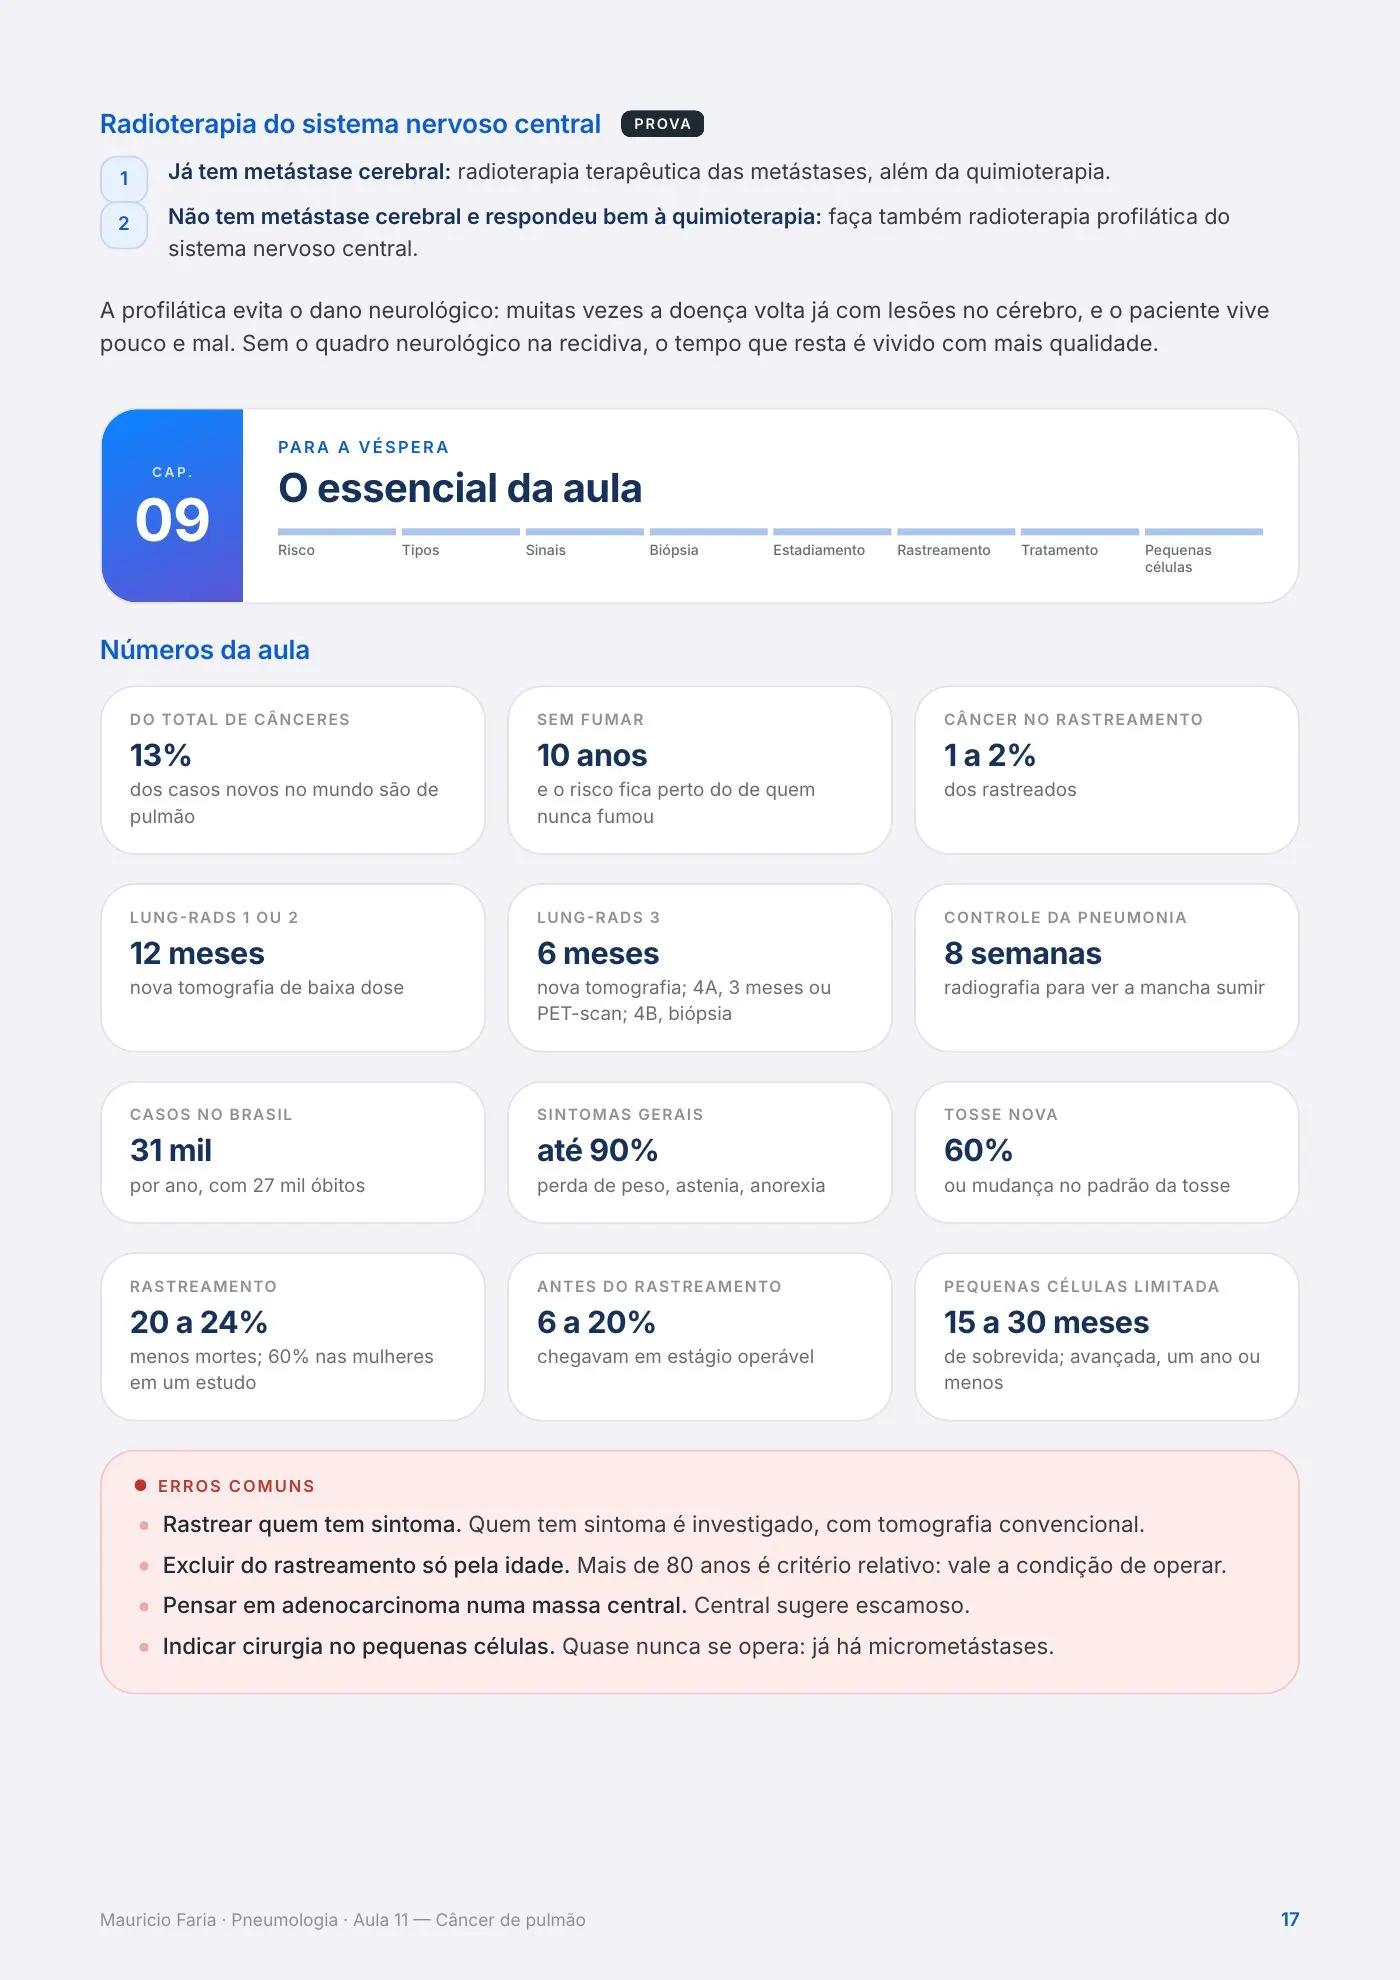 Radioterapia do sistema nervoso central PROVA
1 Já tem metástase cerebral: radioterapia terapêutica das metástases, além da quimioterapia.
2 Não tem metástase cerebral e respondeu bem à quimioterapia: faça também radioterapia profilática do
sistema nervoso central.
A profilática evita o dano neurológico: muitas vezes a doença volta já com lesões no cérebro, e o paciente vive
pouco e mal. Sem o quadro neurológico na recidiva, o tempo que resta é vivido com mais qualidade.
CAP.
09
PARA A VÉSPERA
O essencial da aula
Risco Tipos Sinais Biópsia Estadiamento Rastreamento Tratamento Pequenas
células
Números da aula
DO TOTAL DE CÂNCERES
13%
dos casos novos no mundo são de
pulmão
SEM FUMAR
10 anos
e o risco fica perto do de quem
nunca fumou
CÂNCER NO RASTREAMENTO
1 a 2%
dos rastreados
LUNG-RADS 1 OU 2
12 meses
nova tomografia de baixa dose
LUNG-RADS 3
6 meses
nova tomografia; 4A, 3 meses ou
PET-scan; 4B, biópsia
CONTROLE DA PNEUMONIA
8 semanas
radiografia para ver a mancha sumir
CASOS NO BRASIL
31 mil
por ano, com 27 mil óbitos
SINTOMAS GERAIS
até 90%
perda de peso, astenia, anorexia
TOSSE NOVA
60%
ou mudança no padrão da tosse
RASTREAMENTO
20 a 24%
menos mortes; 60% nas mulheres
em um estudo
ANTES DO RASTREAMENTO
6 a 20%
chegavam em estágio operável
PEQUENAS CÉLULAS LIMITADA
15 a 30 meses
de sobrevida; avançada, um ano ou
menos
ERROS COMUNS
Rastrear quem tem sintoma. Quem tem sintoma é investigado, com tomografia convencional.
Excluir do rastreamento só pela idade. Mais de 80 anos é critério relativo: vale a condição de operar.
Pensar em adenocarcinoma numa massa central. Central sugere escamoso.
Indicar cirurgia no pequenas células. Quase nunca se opera: já há micrometástases.
Mauricio Faria · Pneumologia · Aula 11 — Câncer de pulmão 17